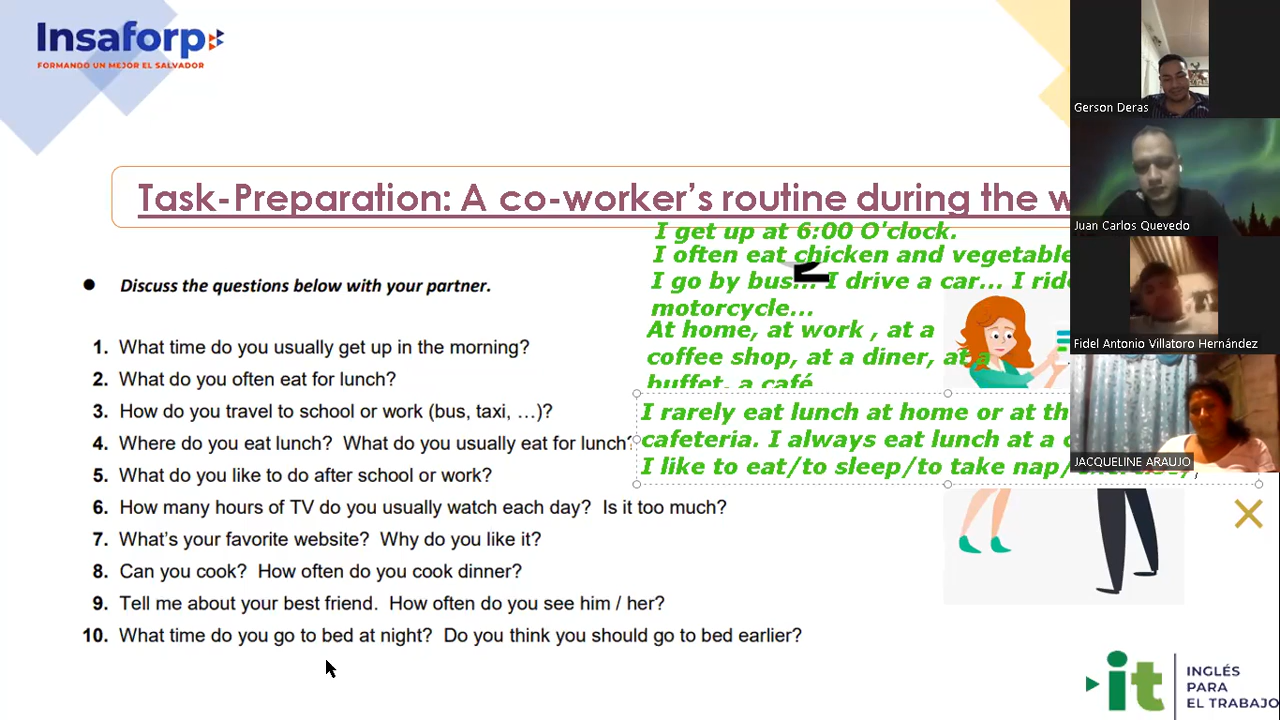 Insaforp
FORMANDO UN MEJOR EL SALVADOR
Task-Preparation: A co-worker's routine during the w
I get up at 6:00 O'clock.
I often eat chicken and vegetable
I go by bus... I drive a car... I rid
motorcycle...
At home, at work , at a
coffee shop, at a diner, at a
buffet, a café
I rarely eat lunch at home or at th
cafeteria. I always eat lunch at a c
I like to eat/to sleep/to take nap/
Discuss the questions below with your partner.
1. What time do you usually get up in the morning?
2. What do you often eat for lunch?
3. How do you travel to school or work (bus, taxi, …)?
4. Where do you eat lunch? What do you usually eat for lunch?
5. What do you like to do after school or work?
6. How many hours of TV do you usually watch each day? Is it too much?
7. What's your favorite website? Why do you like it?
8. Can you cook? How often do you cook dinner?
9. Tell me about your best friend. How often do you see him / her?
10. What time do you go to bed at night? Do you think you should go to bed earlier?
Gerson Deras
Juan Carlos Quevedo
Fidel Antonio Villatoro Hernández
JACQUELINE ARAUJO
it
INGLÉS
PARA
EL TRABAJO